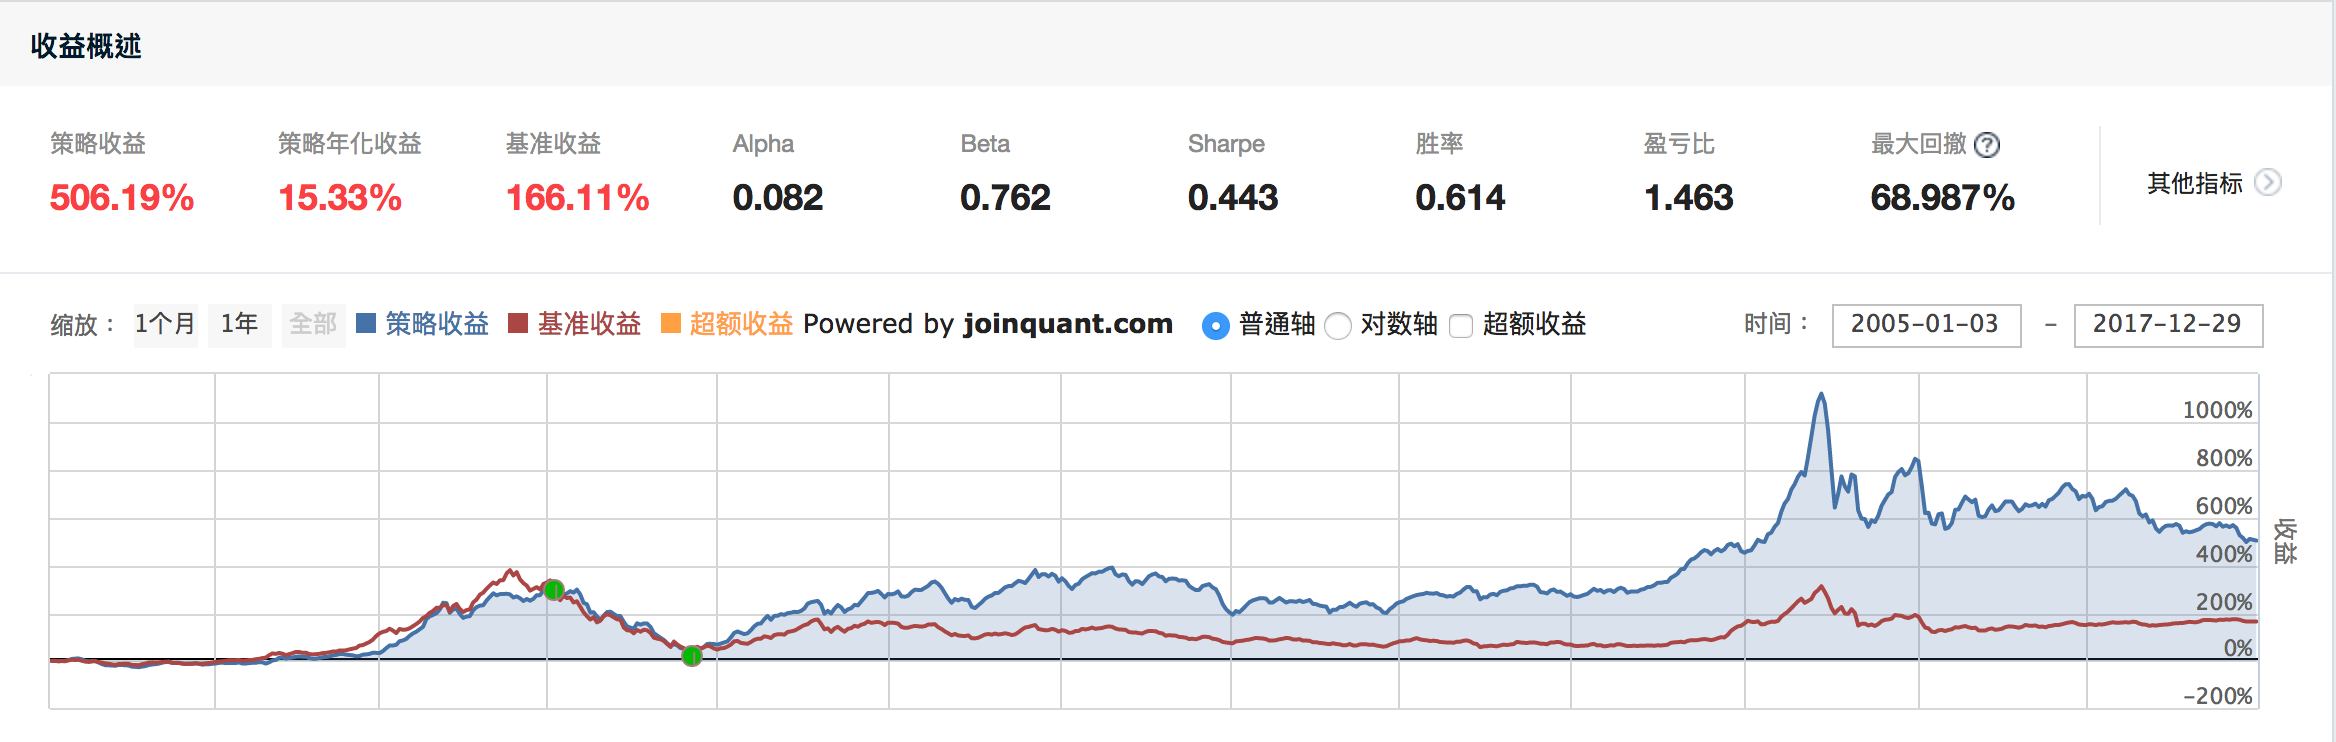 收益概述
策略收益 策略年化收益 基准收益 Alpha Beta Sharpe 胜率 盈亏比 最大回撤 ?
506.19% 15.33% 166.11% 0.082 0.762 0.443 0.614 1.463 68.987% 其他指标
缩放： 1个月 1年 全部 策略收益 基准收益 超额收益 Powered by joinquant.com 普通轴 对数轴 超额收益 时间： 2005-01-03 – 2017-12-29
1000%
800%
600%
400%
200%
0%
-200%
收益